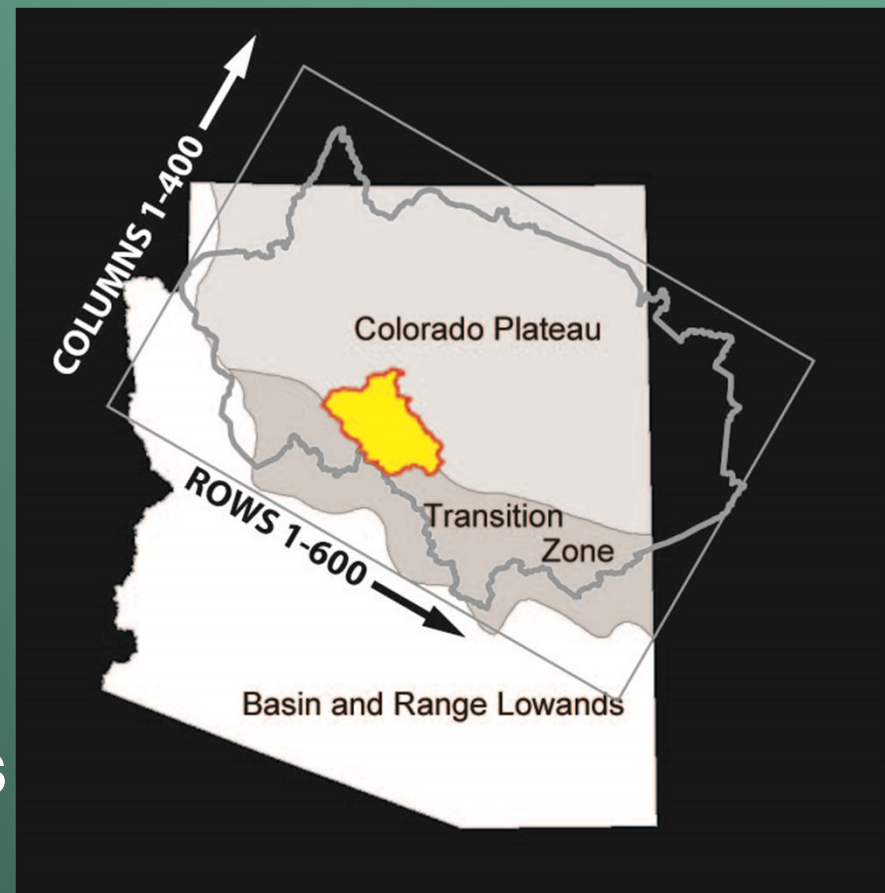 COLUMNS 1-400
Colorado Plateau
ROWS 1-600
Transition
Zone
Basin and Range Lowands
s